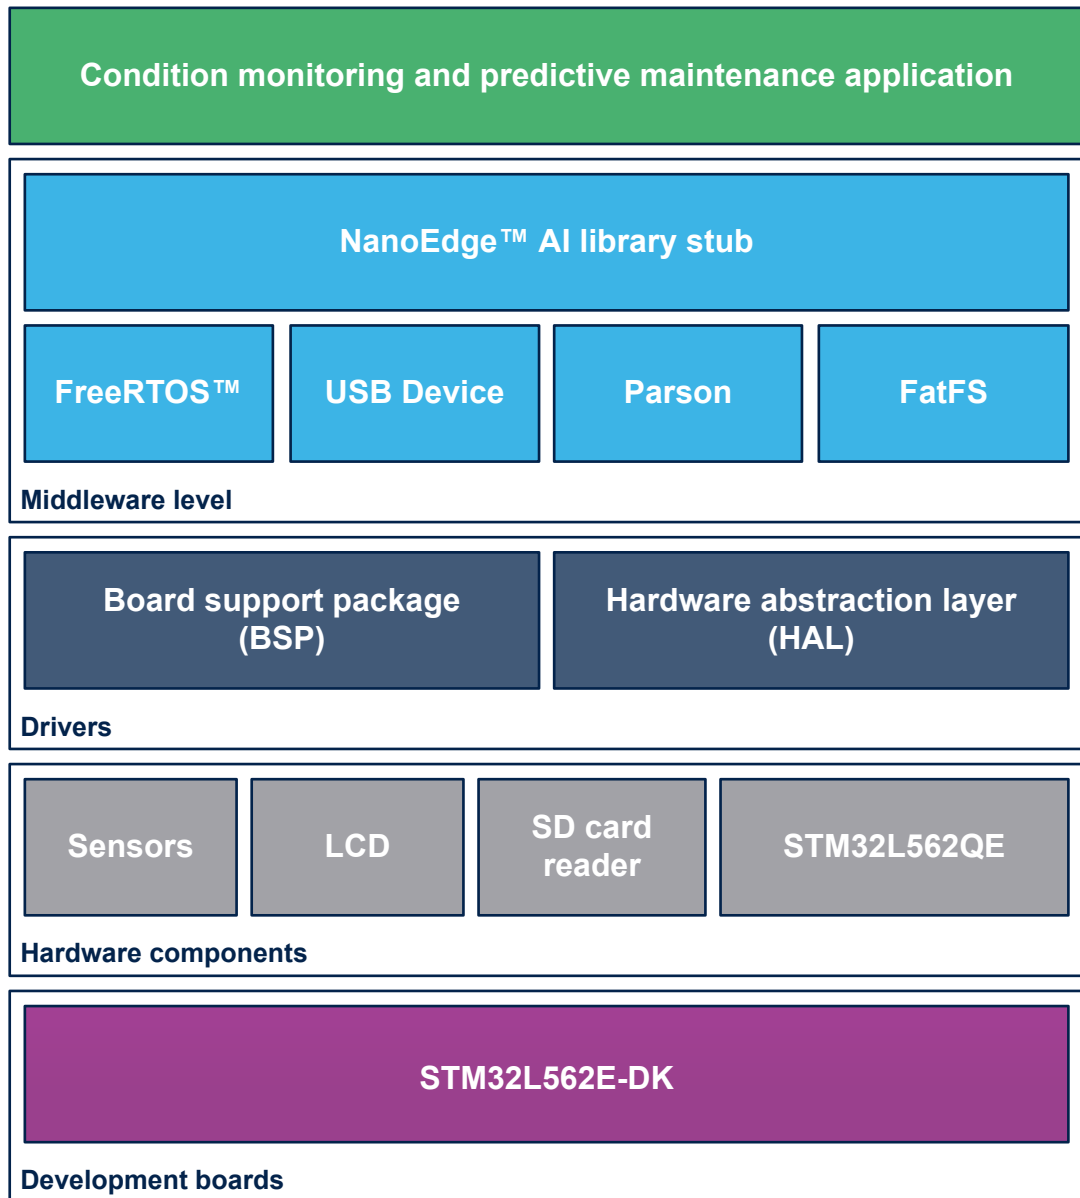 Condition monitoring and predictive maintenance application
NanoEdge™ AI library stub
FreeRTOS™
USB Device
Parson
FatFS
Middleware level
Board support package
(BSP)
Hardware abstraction layer
(HAL)
Drivers
Sensors
LCD
SD card
reader
STM32L562QE
Hardware components
STM32L562E-DK
Development boards